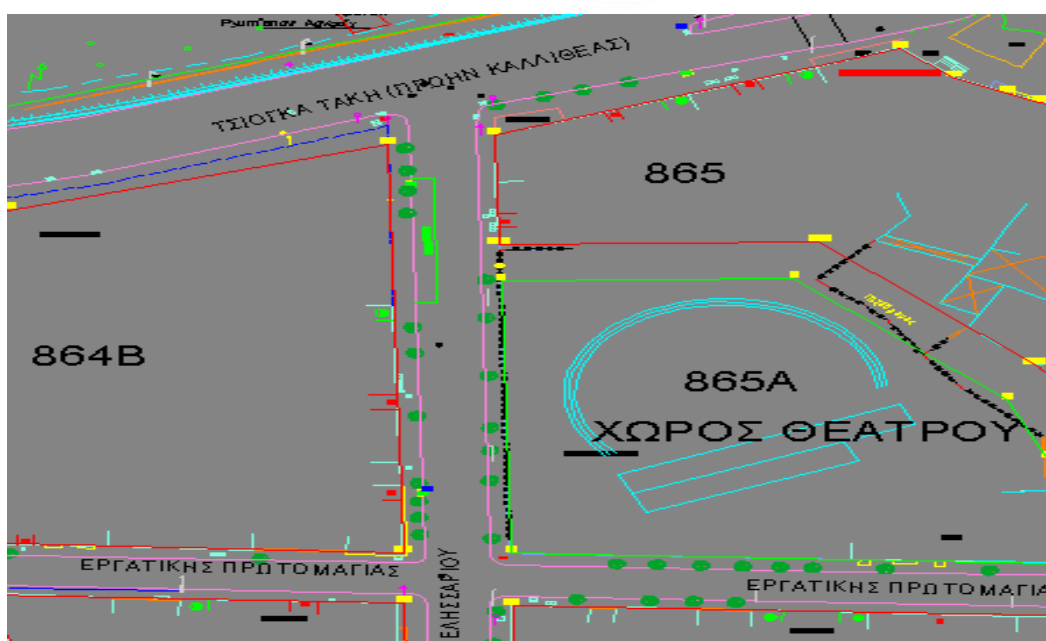 ΤΣΙΟΓΚΑ ΤΑΚΗ (ΠΡΩΗΝ ΚΑΛΛΙΘΕΑΣ)
865
864Β
865Α
ΧΩΡΟΣ ΘΕΑΤΡΟΥ
ΕΡΓΑΤΙΚΗΣ ΠΡΩΤΟΜΑΓΙΑΣ
ΕΛΗΣΣΑΡΙΟΥ
ΕΡΓΑΤΙΚΗΣ ΠΡΩΤΟΜΑΓΙΑ